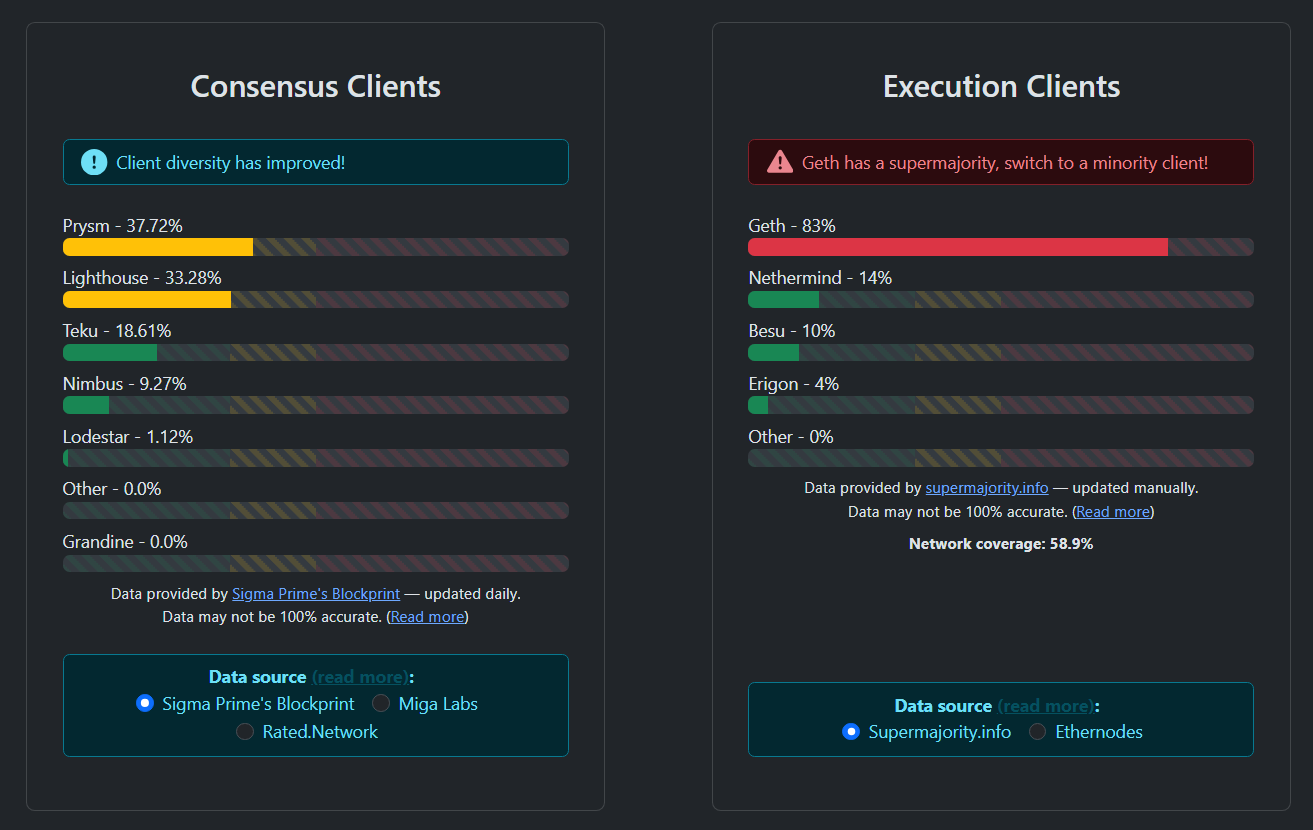 Consensus Clients
Client diversity has improved!
Prysm - 37.72%
Lighthouse - 33.28%
Teku - 18.61%
Nimbus - 9.27%
Lodestar - 1.12%
Other - 0.0%
Grandine - 0.0%
Data provided by Sigma Prime's Blockprint — updated daily.
Data may not be 100% accurate. (Read more)
Data source (read more):
Sigma Prime's Blockprint Miga Labs
Rated.Network
Execution Clients
Geth has a supermajority, switch to a minority client!
Geth - 83%
Nethermind - 14%
Besu - 10%
Erigon - 4%
Other - 0%
Data provided by supermajority.info — updated manually.
Data may not be 100% accurate. (Read more)
Network coverage: 58.9%
Data source (read more):
Supermajority.info Ethernodes